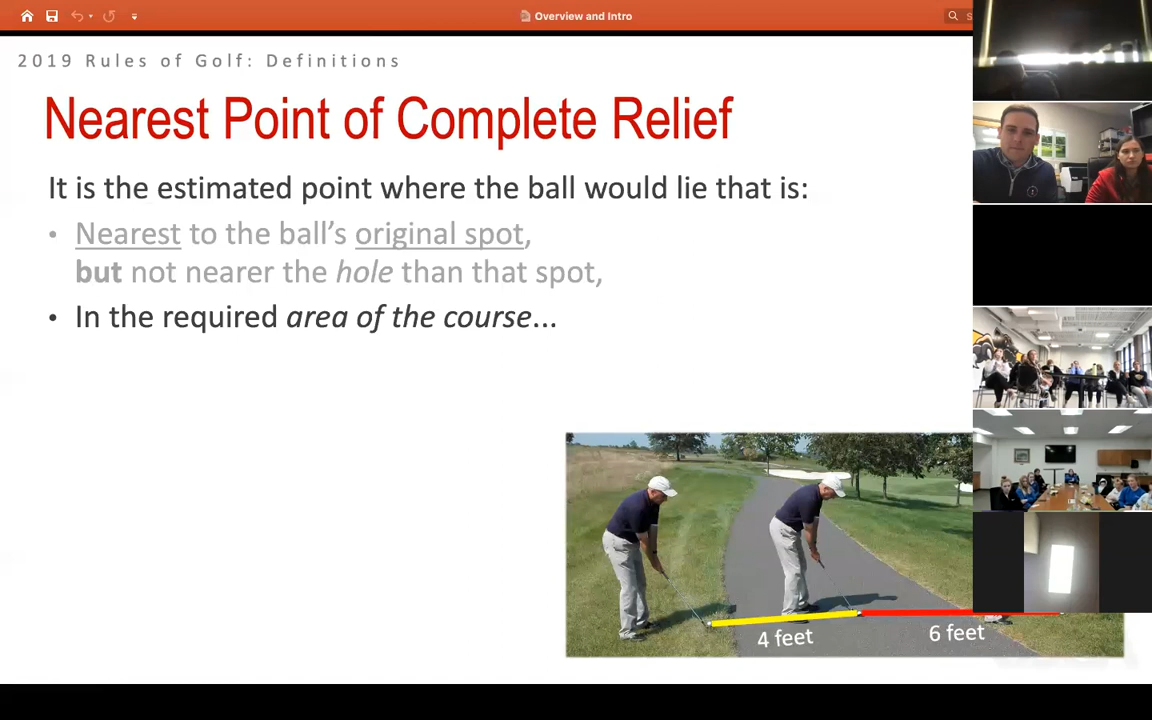 Overview and Intro
S
2019 Rules of Golf: Definitions
Nearest Point of Complete Relief
It is the estimated point where the ball would lie that is:
• Nearest to the ball's original spot,
but not nearer the hole than that spot,
• In the required area of the course...
4 feet
6 feet